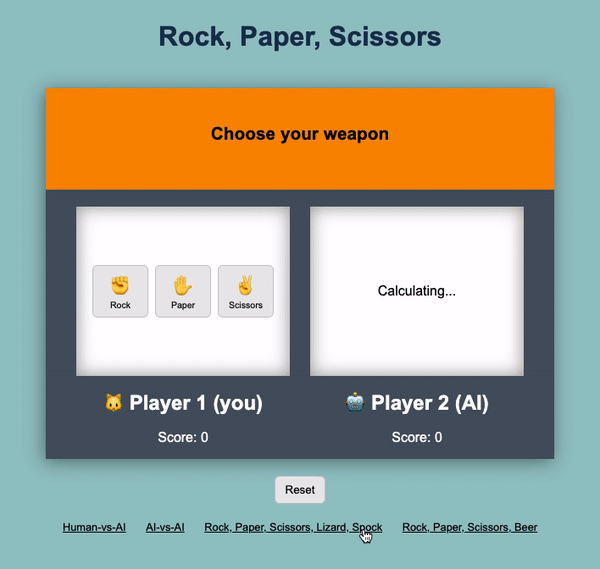 Rock, Paper, Scissors
Choose your weapon
Rock
Paper
Scissors
Calculating...
Player 1 (you)
Player 2 (AI)
Score: 0
Score: 0
Reset
Human-vs-AI
AI-vs-AI
Rock, Paper, Scissors, Lizard, Spock
Rock, Paper, Scissors, Beer